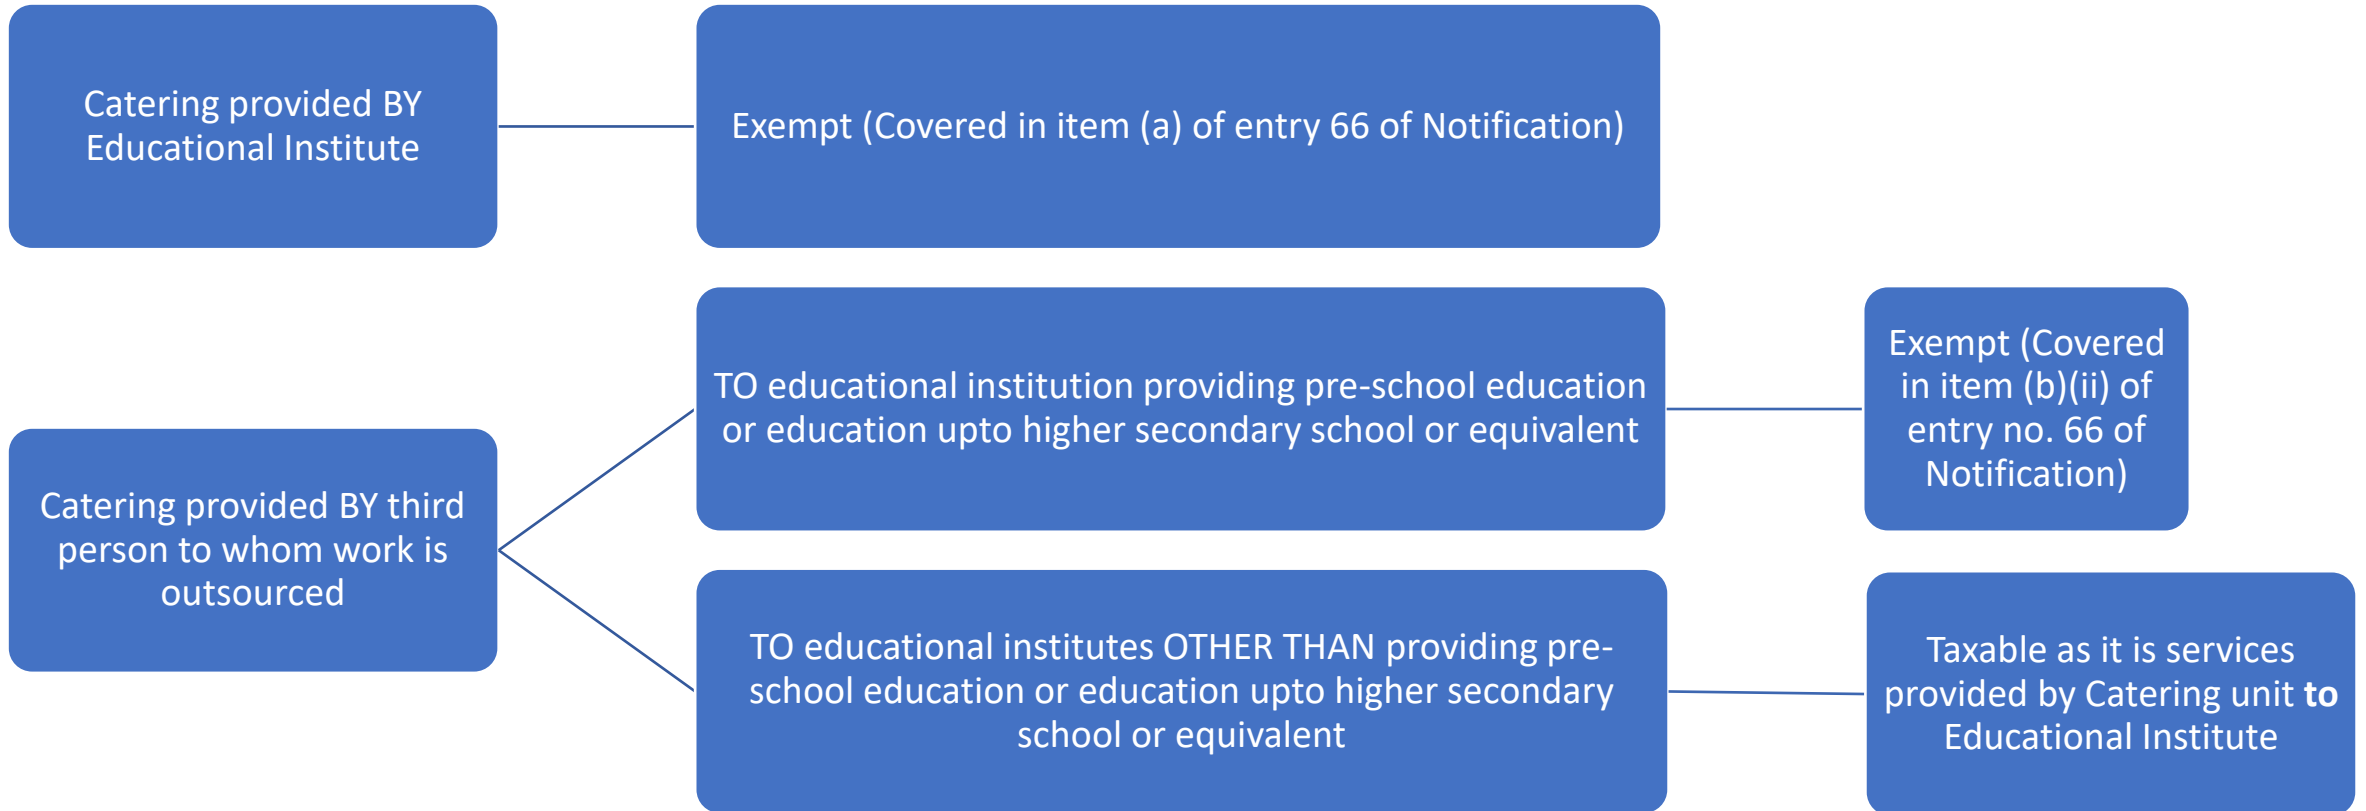 Catering provided BY
Educational Institute
Exempt (Covered in item (a) of entry 66 of Notification)
Catering provided BY third
person to whom work is
outsourced
TO educational institution providing pre-school education
or education upto higher secondary school or equivalent
Exempt (Covered
in item (b)(ii) of
entry no. 66 of
Notification)
TO educational institutes OTHER THAN providing pre-
school education or education upto higher secondary
school or equivalent
Taxable as it is services
provided by Catering unit to
Educational Institute